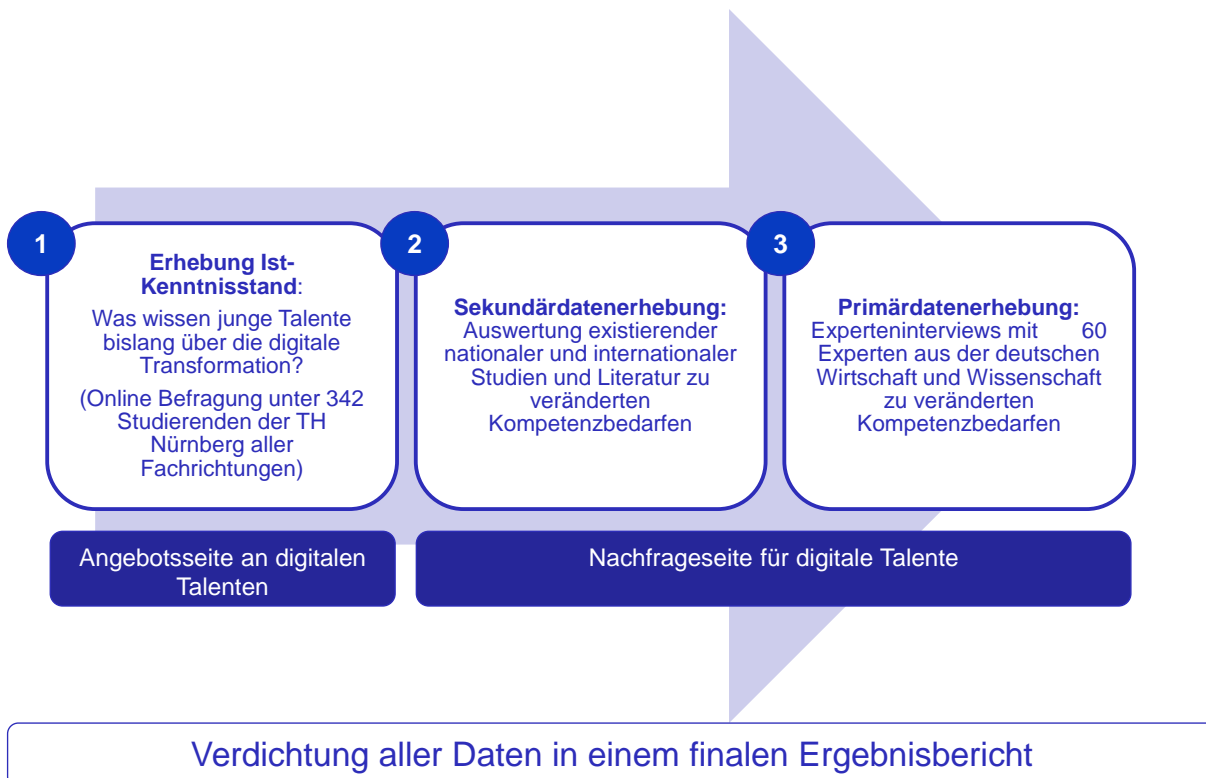 1
Erhebung Ist-
Kenntnisstand:
Was wissen junge Talente
bislang über die digitale
Transformation?
(Online Befragung unter 342
Studierenden der TH
Nürnberg aller
Fachrichtungen)
2
Sekundärdatenerhebung:
Auswertung existierender
nationaler und internationaler
Studien und Literatur zu
veränderten
Kompetenzbedarfen
3
Primärdatenerhebung:
Experteninterviews mit 60
Experten aus der deutschen
Wirtschaft und Wissenschaft
zu veränderten
Kompetenzbedarfen
Angebotsseite an digitalen
Talenten
Nachfrageseite für digitale Talente
Verdichtung aller Daten in einem finalen Ergebnisbericht